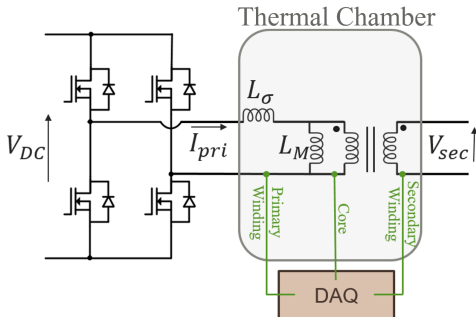 Thermal Chamber
L_σ
V_DC
I_pri
L_M
V_sec
Primary
Winding
Core
Secondary
Winding
DAQ